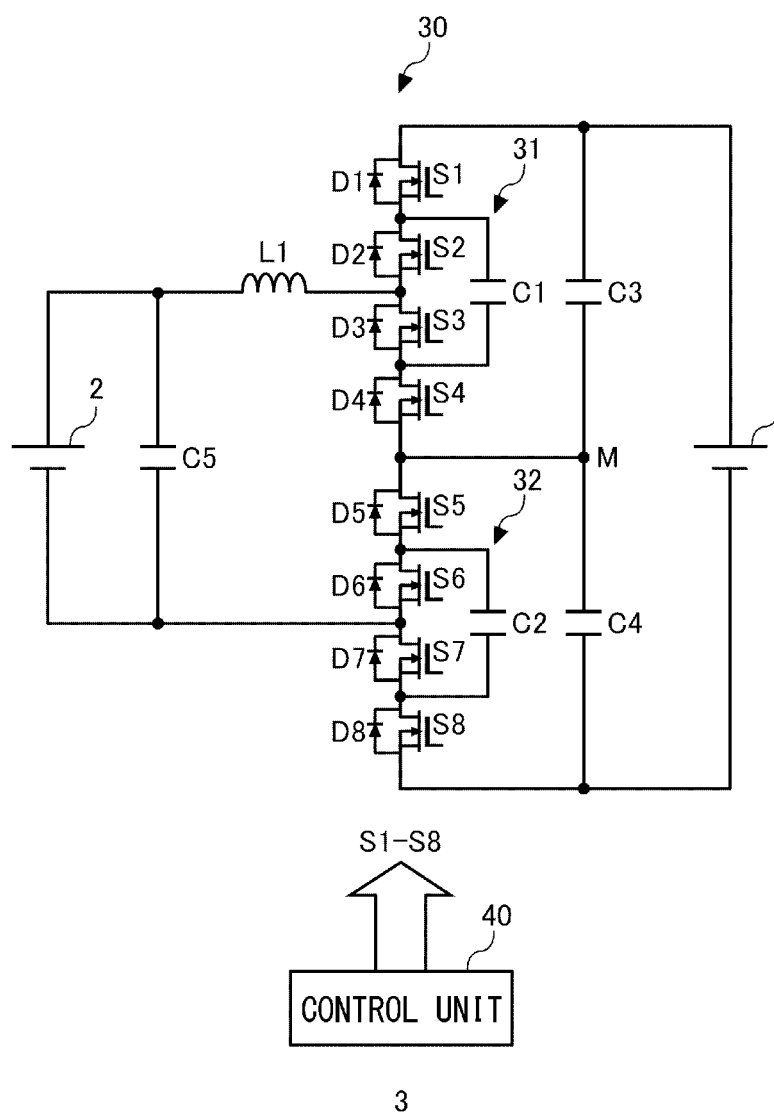 30
31
D1
S1
D2
S2
L1
C1
C3
D3
S3
D4
S4
2
C5
M
32
D5
S5
D6
S6
C2
C4
D7
S7
D8
S8
S1-S8
40
CONTROL UNIT
3